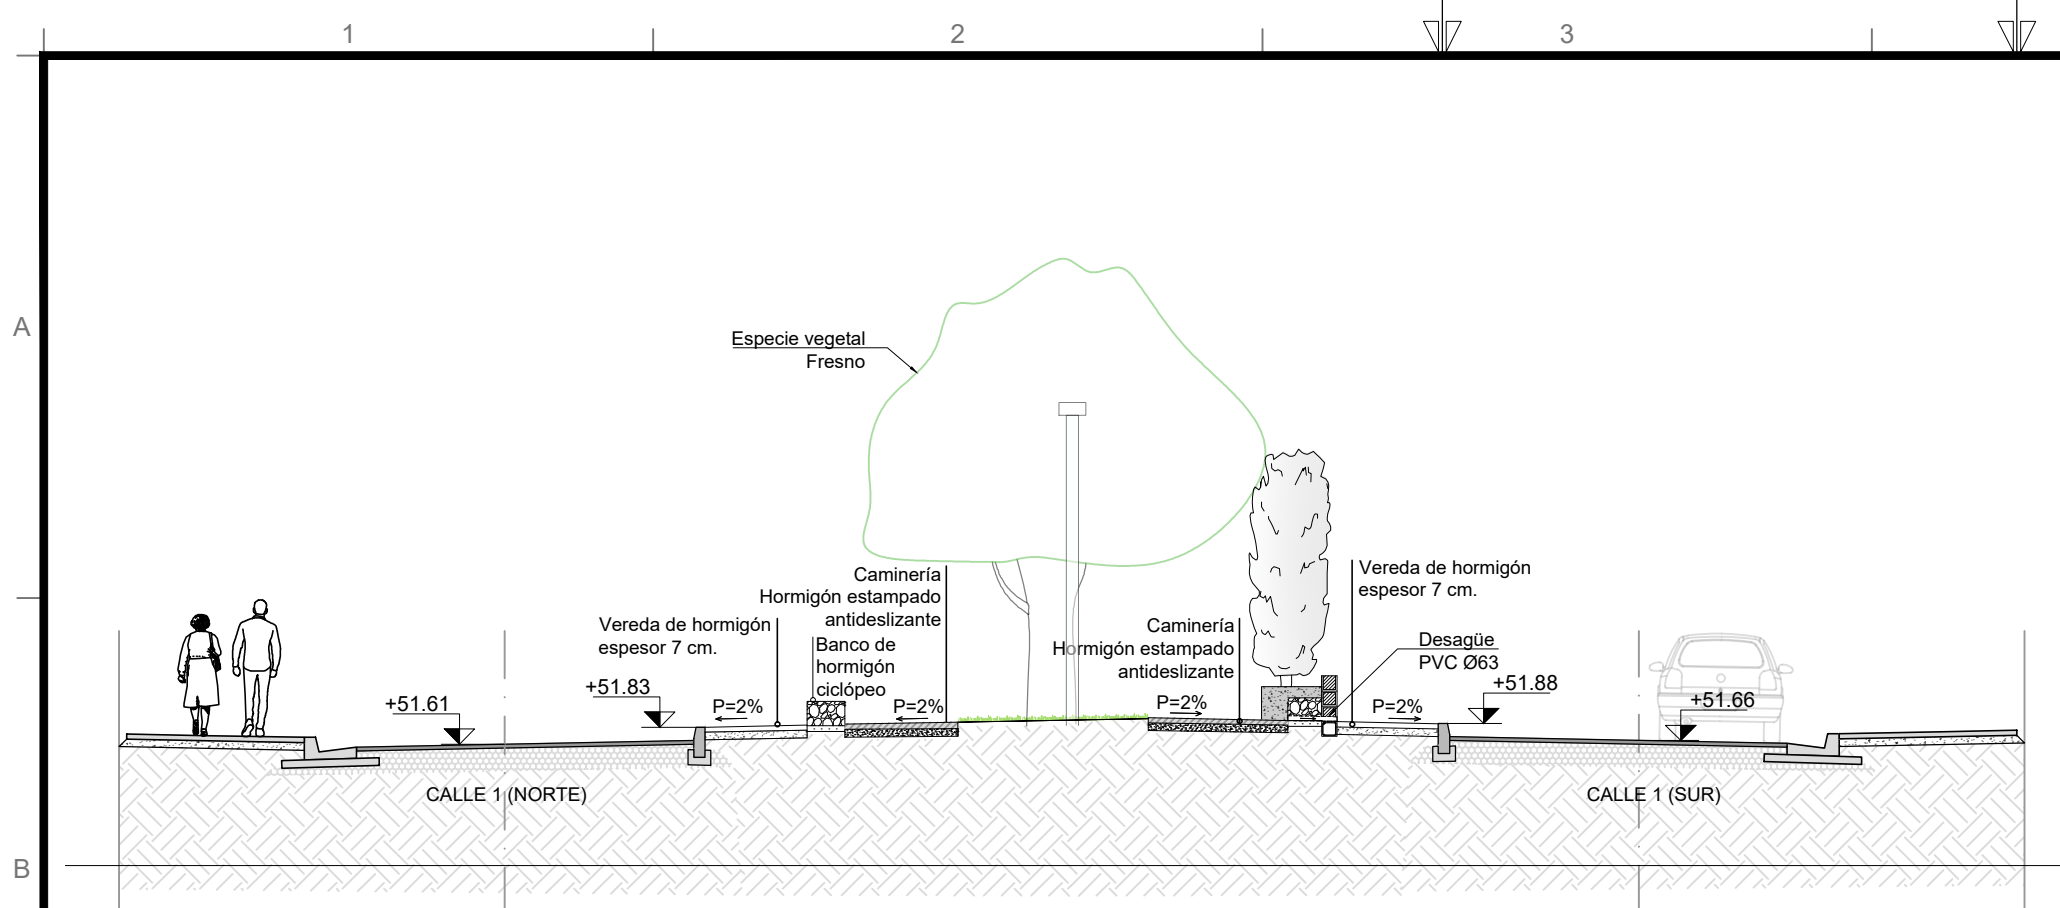 1
2
3
A
Especie vegetal
Fresno
Caminería
Hormigón estampado
antideslizante
Vereda de hormigón
espesor 7 cm.
Banco de
hormigón
ciclópeo
Caminería
Hormigón estampado
antideslizante
Vereda de hormigón
espesor 7 cm.
Desagüe
PVC Ø63
+51.61
+51.83
P=2%
P=2%
P=2%
P=2%
+51.88
+51.66
CALLE 1 (NORTE)
CALLE 1 (SUR)
B